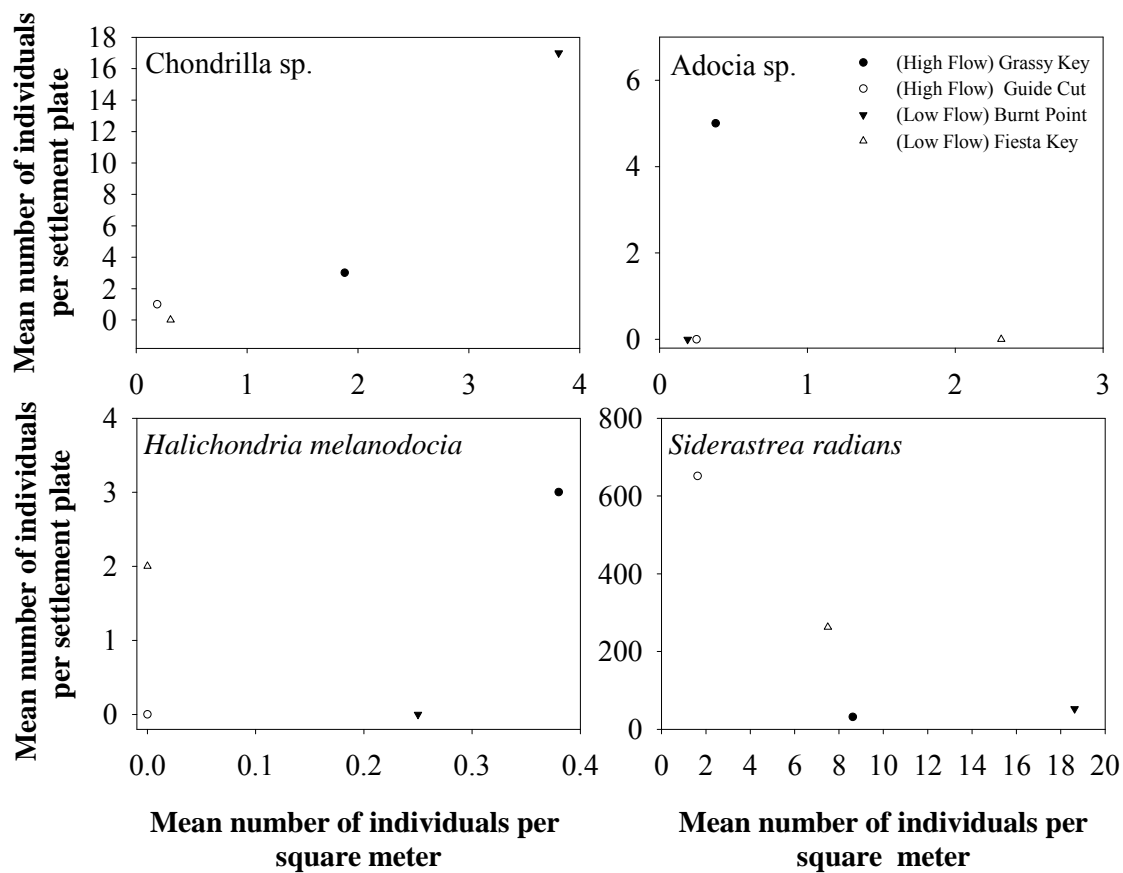 Mean number of individuals
per settlement plate
18
16
14
12
10
8
6
4
2
0
Chondrilla sp.
0 1 2 3 4
6
4
2
0
Adocia sp.
(High Flow) Grassy Key
(High Flow) Guide Cut
(Low Flow) Burnt Point
(Low Flow) Fiesta Key
0 1 2 3
Mean number of individuals
per settlement plate
4
3
2
1
0
Halichondria melanodocia
0.0 0.1 0.2 0.3 0.4
Mean number of individuals per
square meter
800
600
400
200
0
Siderastrea radians
0 2 4 6 8 10 12 14 16 18 20
Mean number of individuals per
square meter